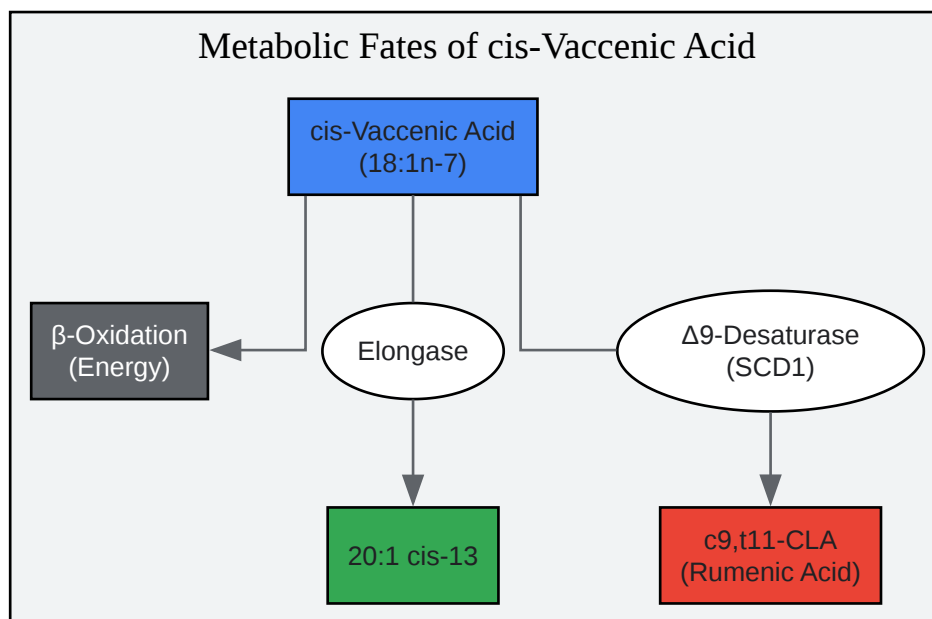 Metabolic Fates of cis-Vaccenic Acid
cis-Vaccenic Acid
(18:1n-7)
β-Oxidation
(Energy)
Elongase
Δ9-Desaturase
(SCD1)
20:1 cis-13
c9,t11-CLA
(Rumenic Acid)